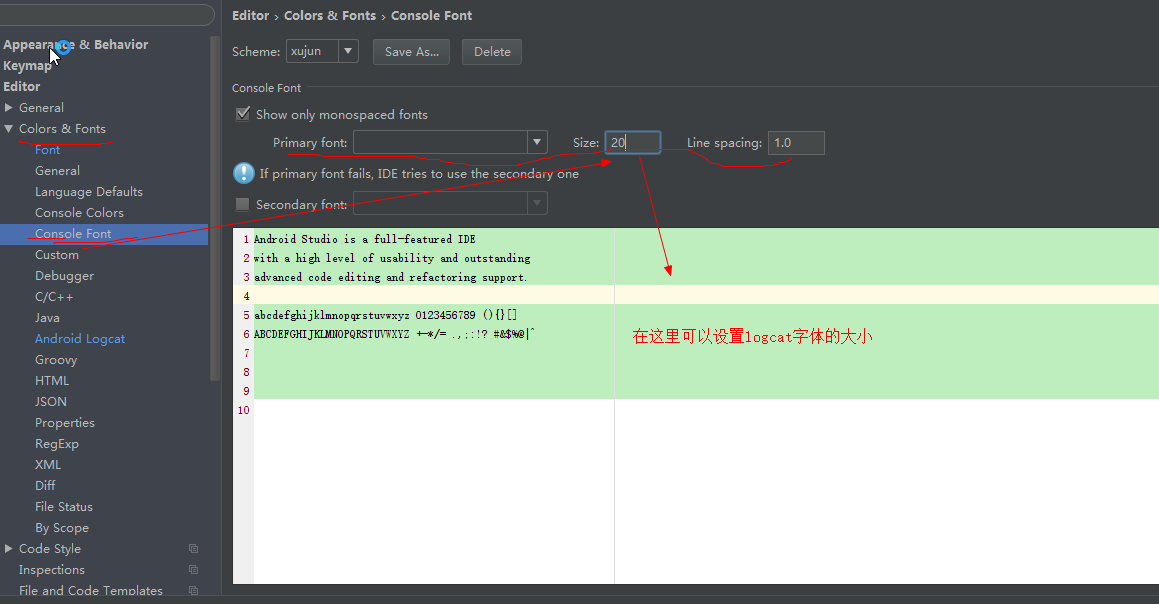 Editor › Colors & Fonts › Console Font
Appearance & Behavior
Keymap
Editor
General
Colors & Fonts
Font
General
Language Defaults
Console Colors
Console Font
Custom
Debugger
C/C++
Java
Android Logcat
Groovy
HTML
JSON
Properties
RegExp
XML
Diff
File Status
By Scope
Code Style
Inspections
File and Code Templates
Scheme: xujun Save As... Delete
Console Font
Show only monospaced fonts
Primary font: Size: 20 Line spacing: 1.0
If primary font fails, IDE tries to use the secondary one
Secondary font:
1 Android Studio is a full-featured IDE
2 with a high level of usability and outstanding
3 advanced code editing and refactoring support.
4
5 abcdefghijklmnopqrstuvwxyz 0123456789 (){}[]
6 ABCDEFGHIJKLMNOPQRSTUVWXYZ +-*/= .,;:!? #&$%@|^
7
8
9
10
在这里可以设置logcat字体的大小